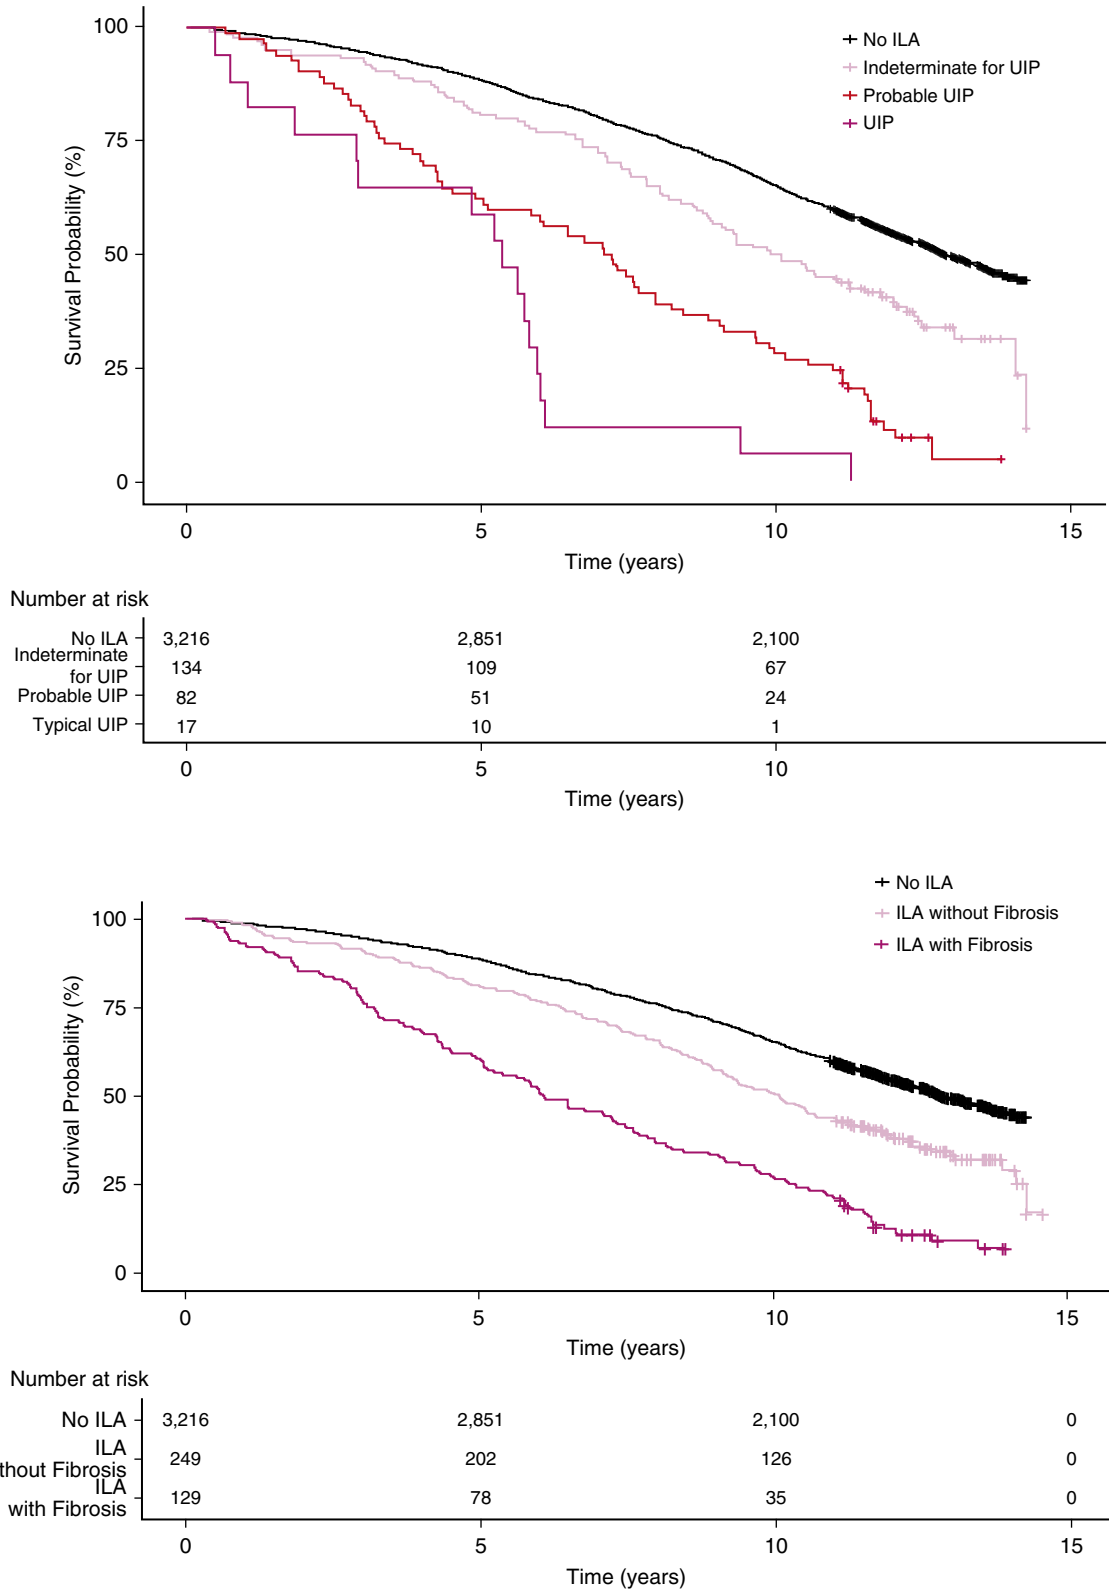 100
75
50
25
0
Survival Probability (%)
No ILA
Indeterminate for UIP
Probable UIP
UIP
0 5 10 15
Time (years)
Number at risk
No ILA 3,216 2,851 2,100
Indeterminate
for UIP 134 109 67
Probable UIP 82 51 24
Typical UIP 17 10 1
0 5 10
Time (years)
No ILA
ILA without Fibrosis
ILA with Fibrosis
100
75
50
25
0
Survival Probability (%)
0 5 10 15
Time (years)
Number at risk
No ILA 3,216 2,851 2,100 0
ILA
thout Fibrosis 249 202 126 0
ILA
with Fibrosis 129 78 35 0
0 5 10 15
Time (years)